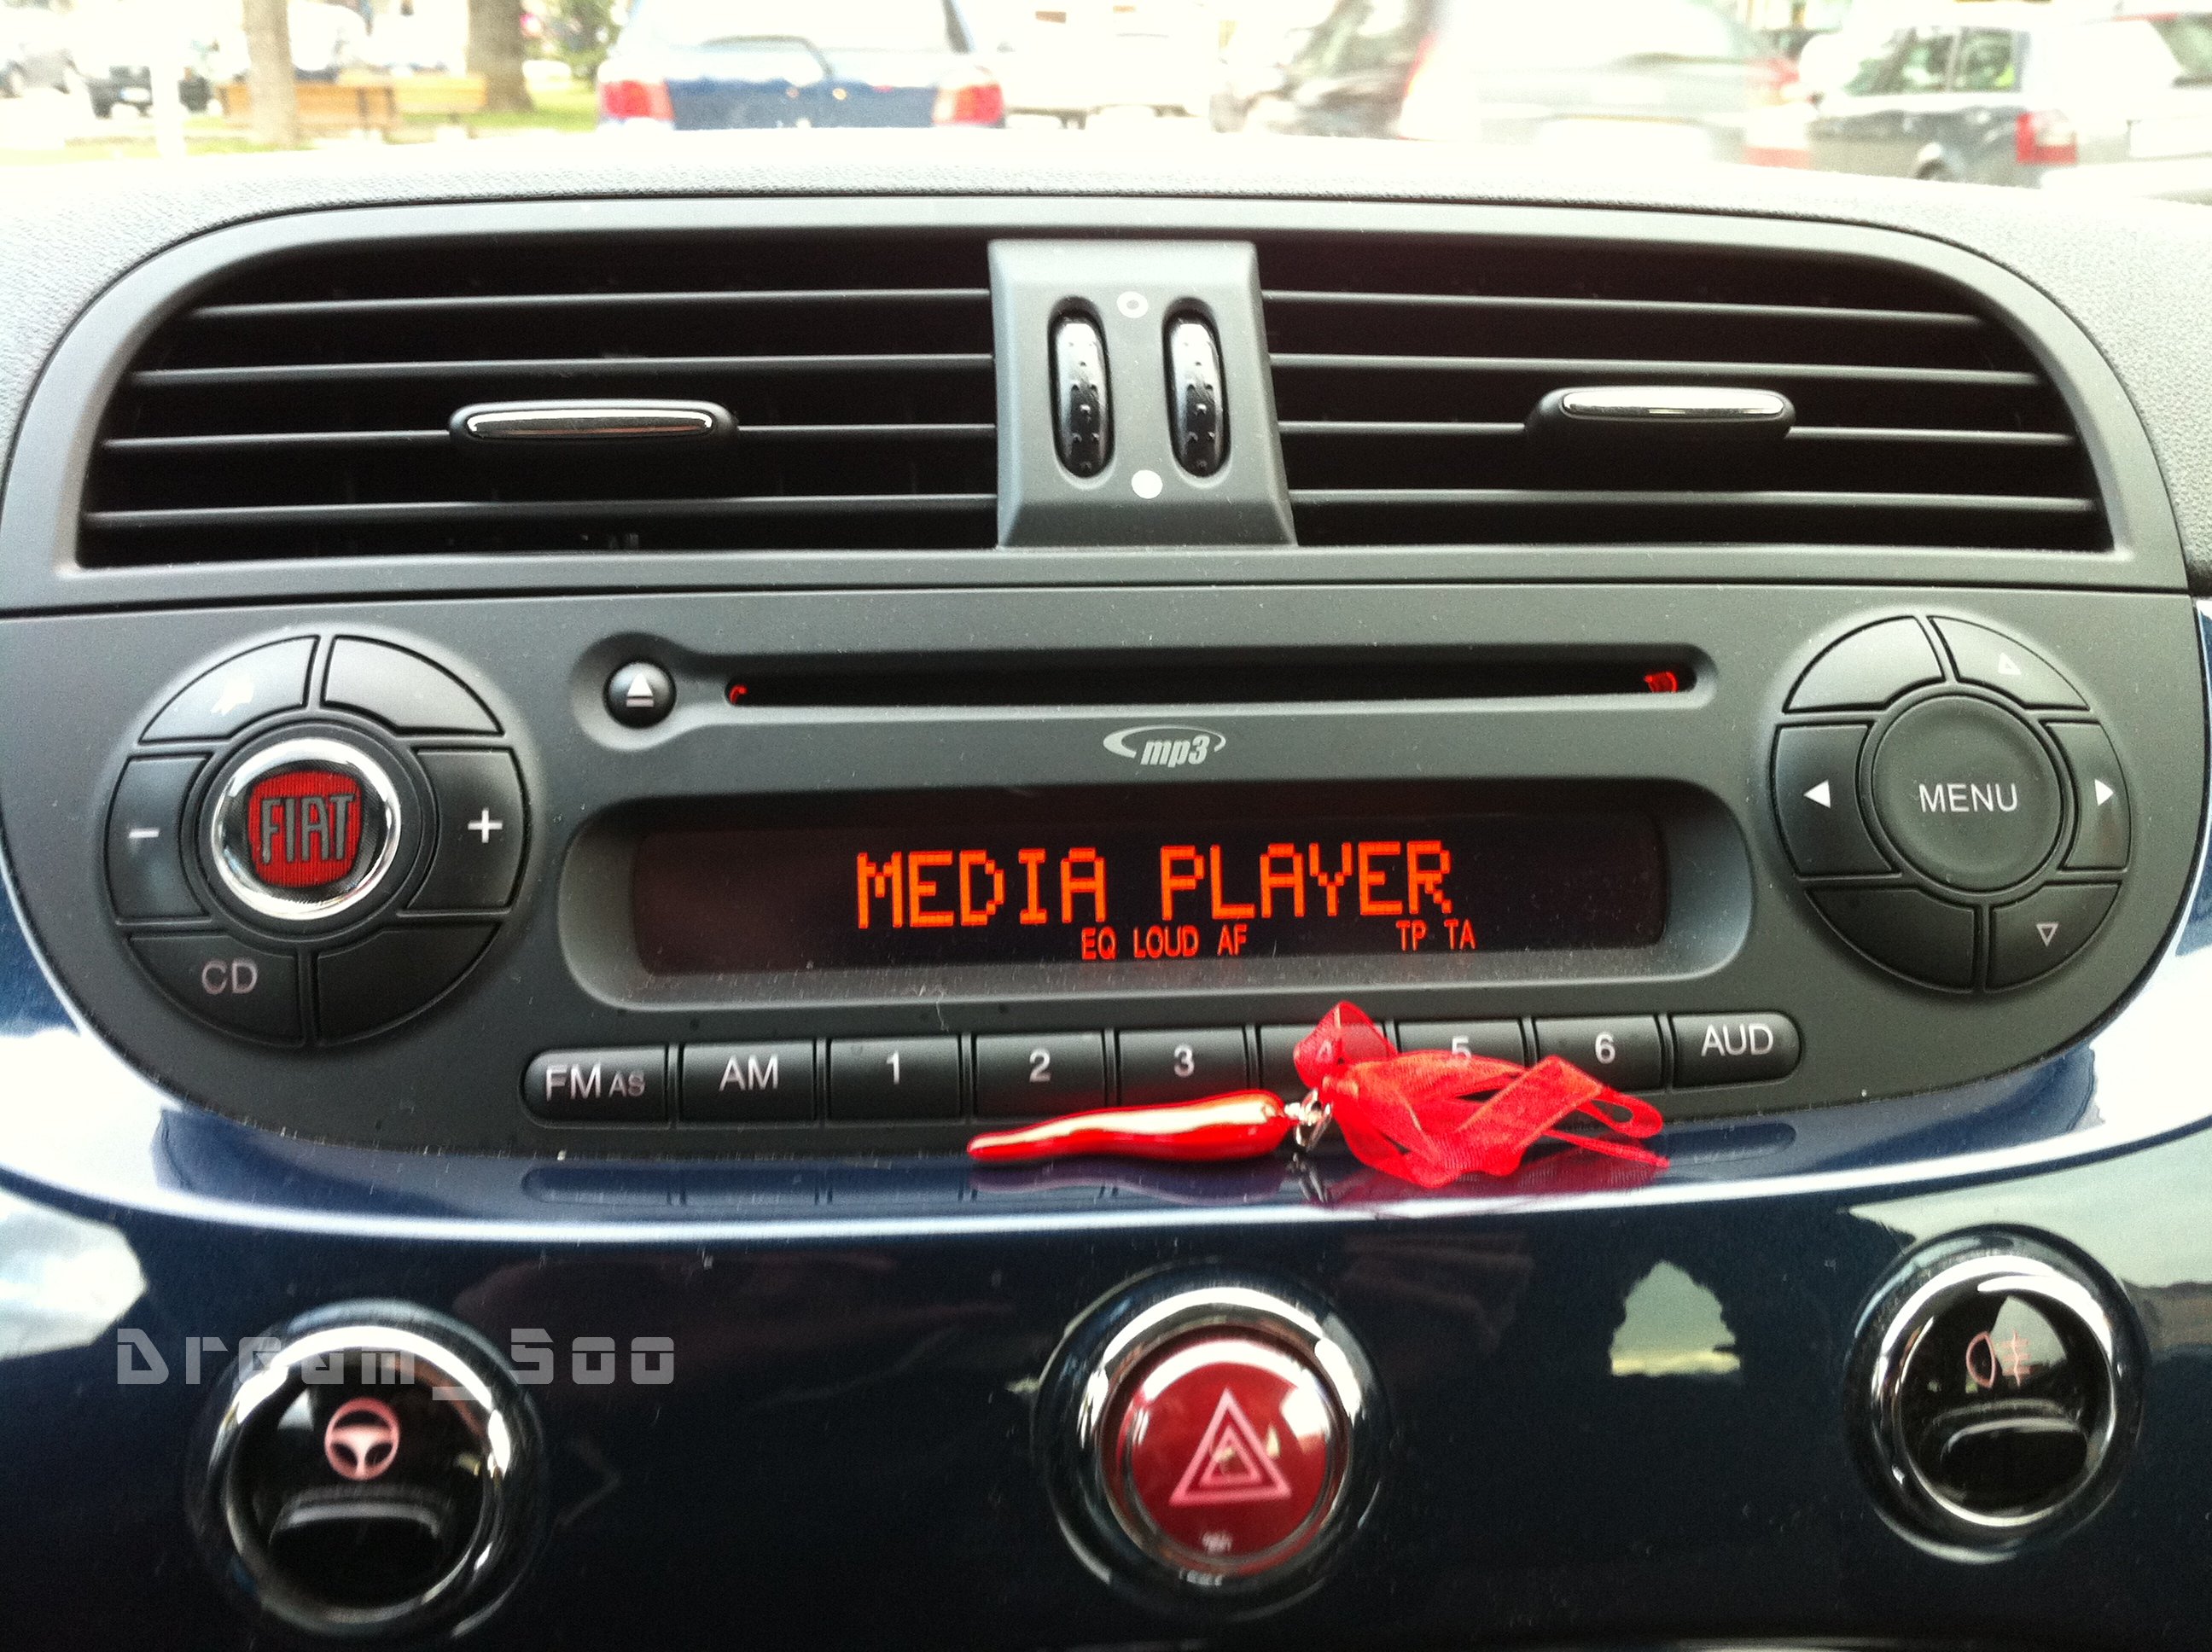 mp3
FIAT
MENU
MEDIA PLAYER
EQ LOUD AF TP TA
CD
FM AS AM 1 2 3 4 5 6 AUD
Dream_500